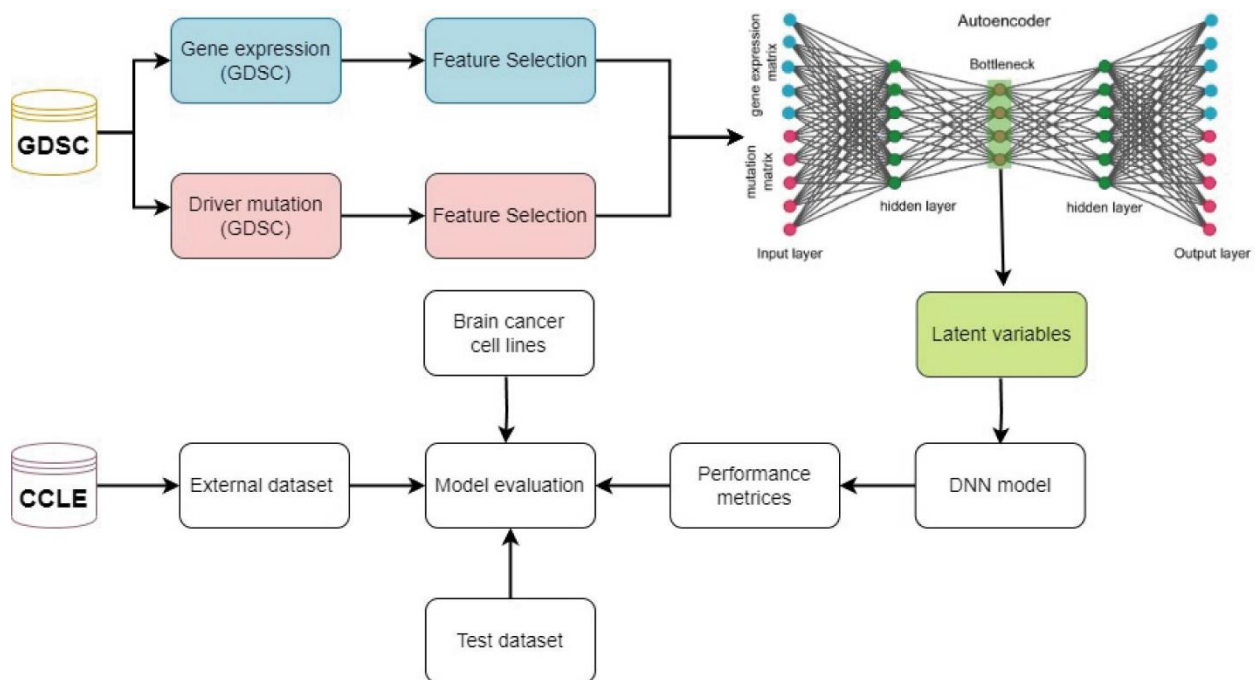 GDSC
Gene expression
(GDSC)
Feature Selection
Driver mutation
(GDSC)
Feature Selection
Autoencoder
Bottleneck
gene expression
matrix
mutation
matrix
hidden layer
hidden layer
Input layer
Output layer
Brain cancer
cell lines
Latent variables
CCLE
External dataset
Model evaluation
Performance
metrices
DNN model
Test dataset